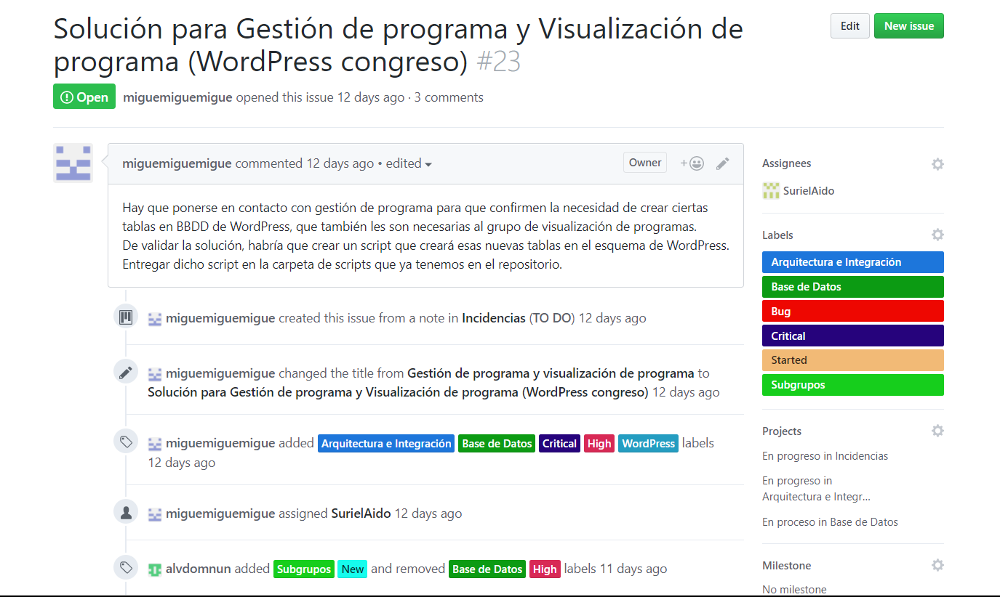 Solución para Gestión de programa y Visualización de
programa (WordPress congreso) #23
Edit
New issue
Open
miguemiguemigue opened this issue 12 days ago · 3 comments
miguemiguemigue commented 12 days ago • edited
Owner
Hay que ponerse en contacto con gestión de programa para que confirmen la necesidad de crear ciertas
tablas en BBDD de WordPress, que también les son necesarias al grupo de visualización de programas.
De validar la solución, habría que crear un script que creará esas nuevas tablas en el esquema de WordPress.
Entregar dicho script en la carpeta de scripts que ya tenemos en el repositorio.
miguemiguemigue created this issue from a note in Incidencias (TO DO) 12 days ago
miguemiguemigue changed the title from Gestión de programa y visualización de programa to
Solución para Gestión de programa y Visualización de programa (WordPress congreso) 12 days ago
miguemiguemigue added Arquitectura e Integración Base de Datos Critical High WordPress labels
12 days ago
miguemiguemigue assigned SurielAido 12 days ago
alvdomnun added Subgrupos New and removed Base de Datos High labels 11 days ago
Assignees
SurielAido
Labels
Arquitectura e Integración
Base de Datos
Bug
Critical
Started
Subgrupos
Projects
En progreso in Incidencias
En progreso in
Arquitectura e Integr...
En proceso in Base de Datos
Milestone
No milestone